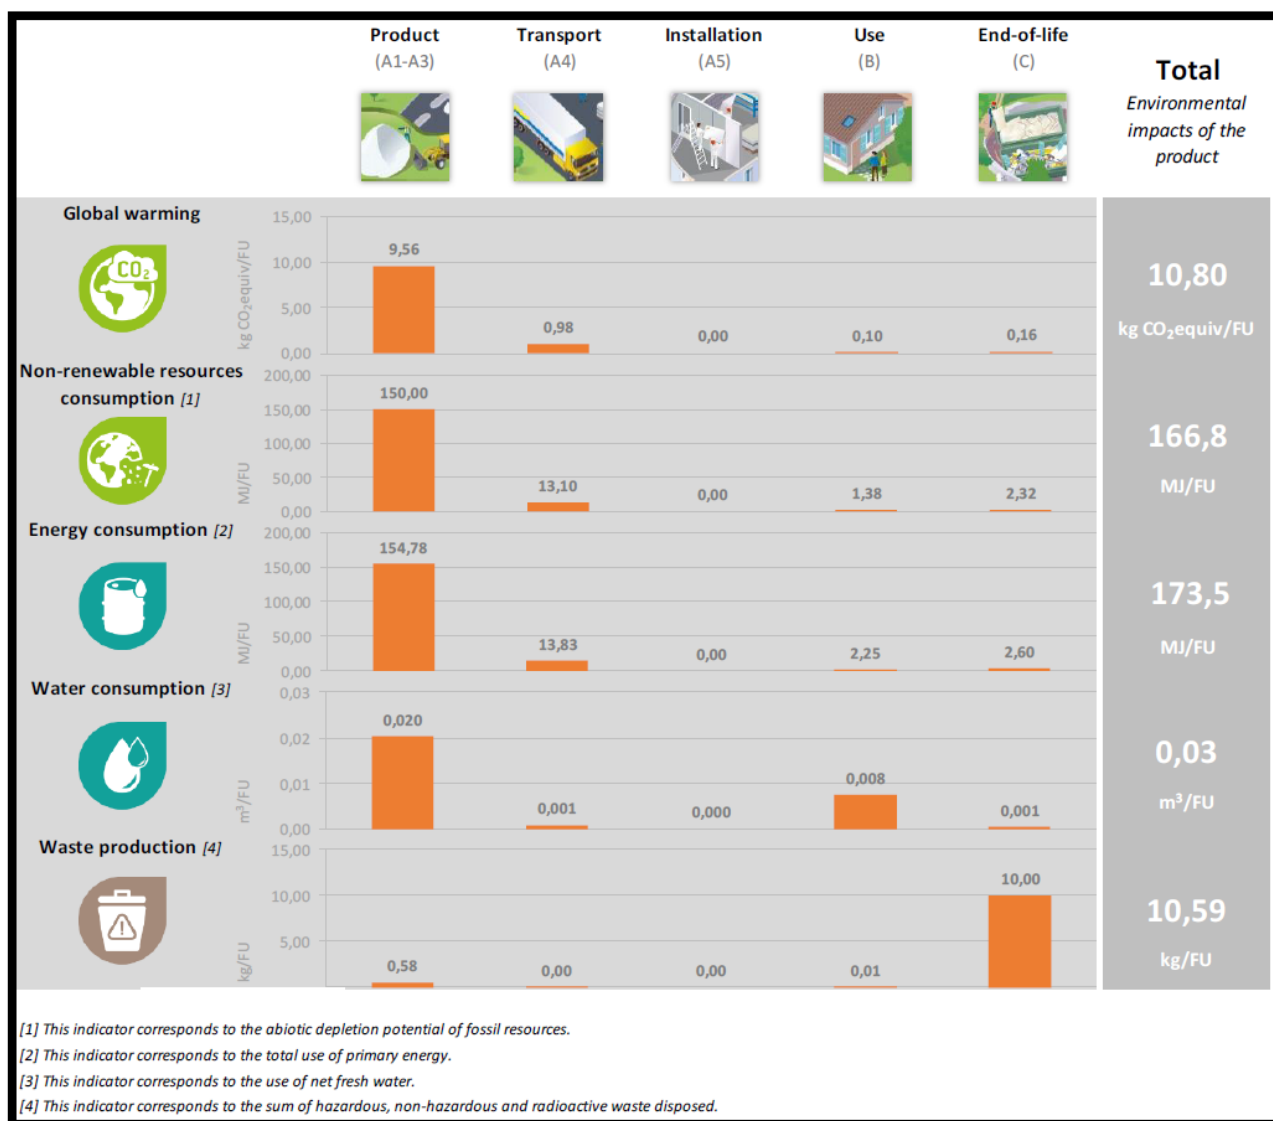 Product
(A1-A3)
Transport
(A4)
Installation
(A5)
Use
(B)
End-of-life
(C)
Total
Environmental
impacts of the
product
Global warming
CO2
kg CO₂equiv/FU
15,00
10,00
5,00
0,00
9,56
0,98
0,00
0,10
0,16
10,80
kg CO₂equiv/FU
Non-renewable resources
consumption [1]
MJ/FU
200,00
150,00
100,00
50,00
0,00
150,00
13,10
0,00
1,38
2,32
166,8
MJ/FU
Energy consumption [2]
MJ/FU
200,00
150,00
100,00
50,00
0,00
154,78
13,83
0,00
2,25
2,60
173,5
MJ/FU
Water consumption [3]
m³/FU
0,03
0,02
0,01
0,00
0,020
0,001
0,000
0,008
0,001
0,03
m³/FU
Waste production [4]
kg/FU
15,00
10,00
5,00
0,58
0,00
0,00
0,01
10,00
10,59
kg/FU
[1] This indicator corresponds to the abiotic depletion potential of fossil resources.
[2] This indicator corresponds to the total use of primary energy.
[3] This indicator corresponds to the use of net fresh water.
[4] This indicator corresponds to the sum of hazardous, non-hazardous and radioactive waste disposed.